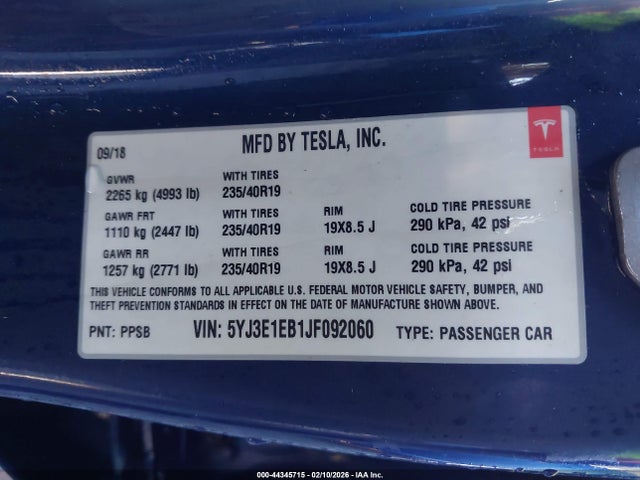 09/18
MFD BY TESLA, INC.
TESLA
GVWR WITH TIRES
2265 kg (4993 lb) 235/40R19
GAWR FRT WITH TIRES RIM COLD TIRE PRESSURE
1110 kg (2447 lb) 235/40R19 19X8.5 J 290 kPa, 42 psi
GAWR RR WITH TIRES RIM COLD TIRE PRESSURE
1257 kg (2771 lb) 235/40R19 19X8.5 J 290 kPa, 42 psi
THIS VEHICLE CONFORMS TO ALL APPLICABLE U.S. FEDERAL MOTOR VEHICLE SAFETY, BUMPER, AND
THEFT PREVENTION STANDARDS IN EFFECT ON THE DATE OF MANUFACTURE SHOWN ABOVE.
PNT: PPSB VIN: 5YJ3E1EB1JF092060 TYPE: PASSENGER CAR
000-44345715 - 02/10/2026 - IAA Inc.